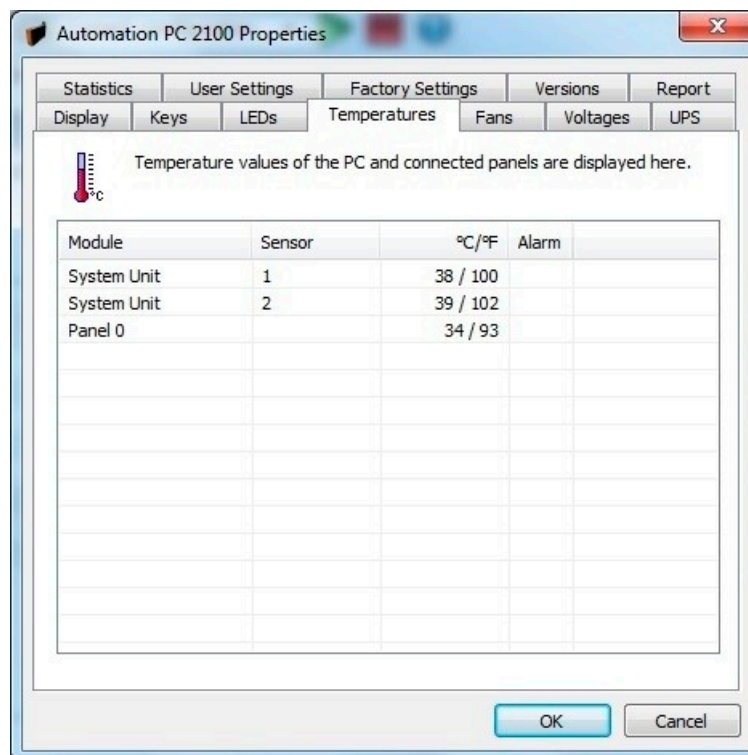 Automation PC 2100 Properties
Statistics User Settings Factory Settings Versions Report
Display Keys LEDs Temperatures Fans Voltages UPS
°C
Temperature values of the PC and connected panels are displayed here.
Module Sensor °C/°F Alarm
System Unit 1 38 / 100
System Unit 2 39 / 102
Panel 0 34 / 93
OK Cancel